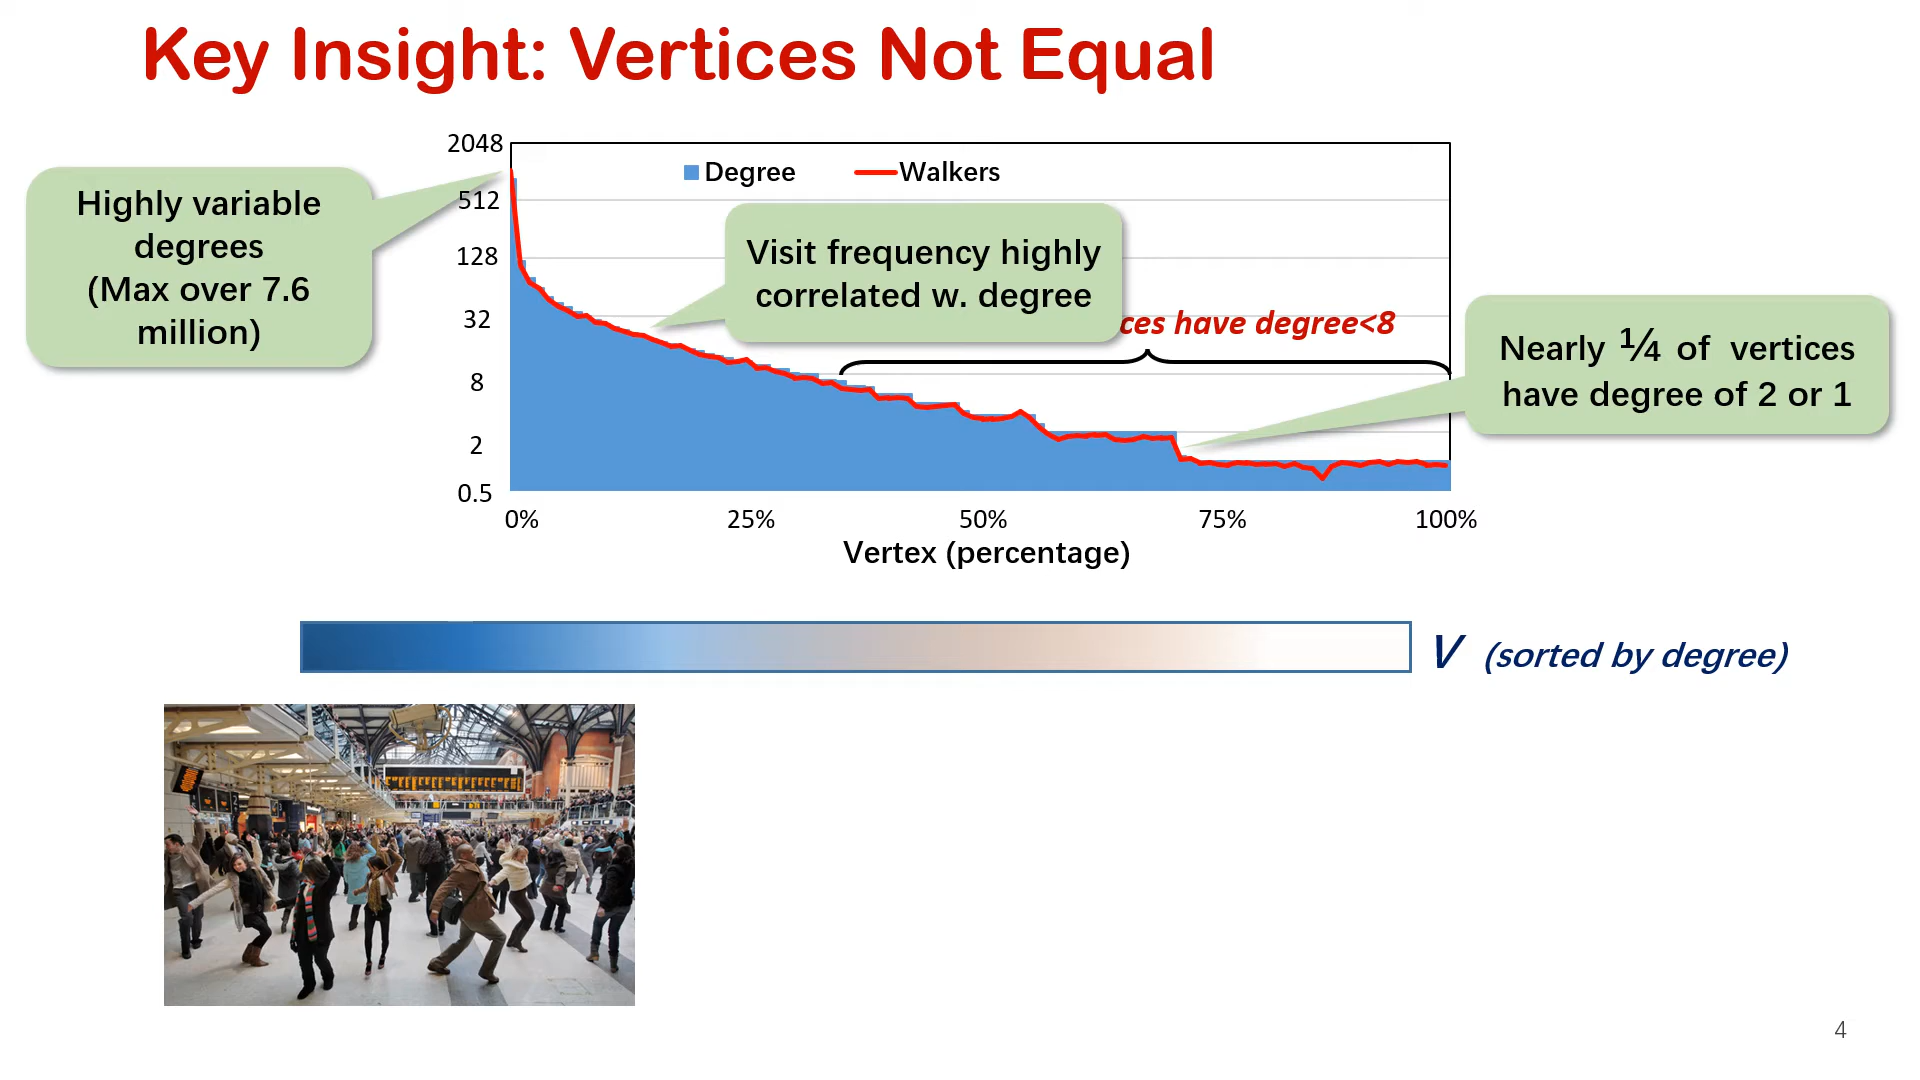 Key Insight: Vertices Not Equal
2048
512
128
32
8
2
0.5
Degree
Walkers
Highly variable
degrees
(Max over 7.6
million)
Visit frequency highly
correlated w. degree
have degree<8
Nearly ¼ of vertices
have degree of 2 or 1
0%
25%
50%
75%
100%
Vertex (percentage)
V (sorted by degree)
4